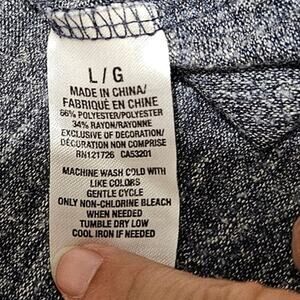 L/G
MADE IN CHINA/
FABRIQUÉ EN CHINE
66% POLYESTER/POLYESTER
34% RAYON/RAYONNE
EXCLUSIVE OF DECORATION/
DÉCORATION NON COMPRISE
RN121726 CA53201
MACHINE WASH COLD WITH
LIKE COLORS
GENTLE CYCLE
ONLY NON-CHLORINE BLEACH
WHEN NEEDED
TUMBLE DRY LOW
COOL IRON IF NEEDED